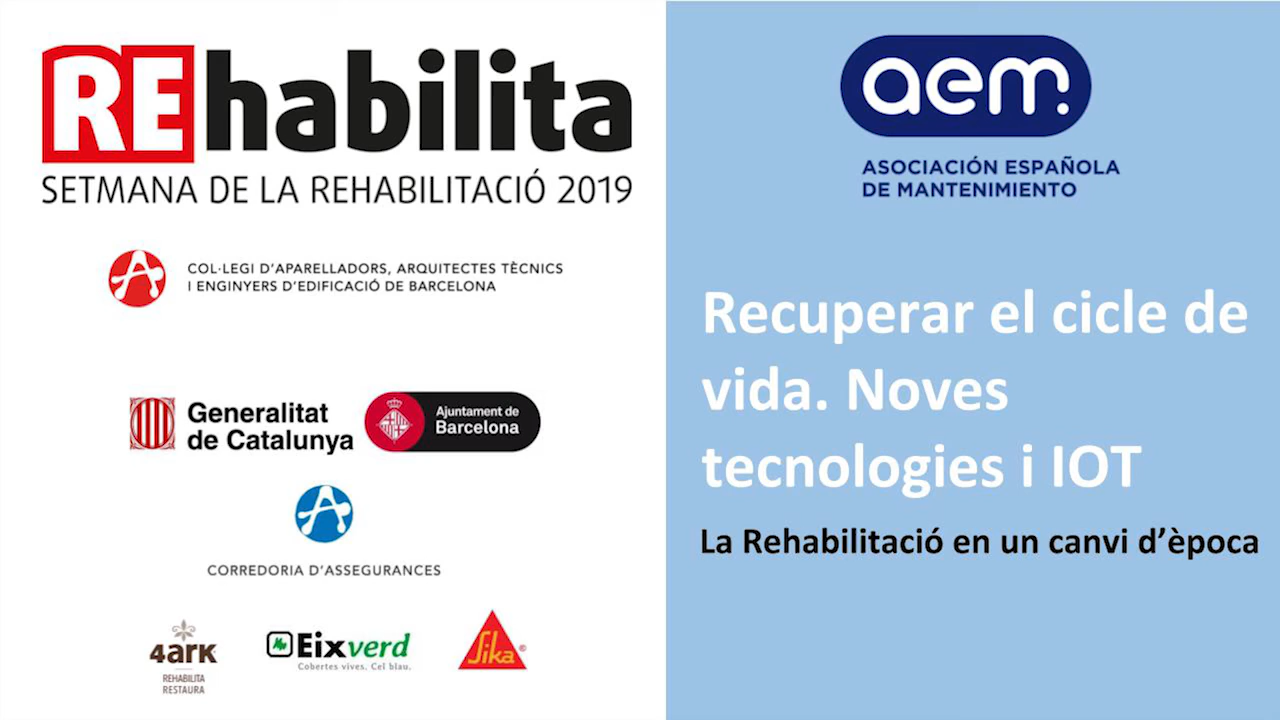 REhabilita
SETMANA DE LA REHABILITACIÓ 2019
COL·LEGI D'APARELLADORS, ARQUITECTES TÈCNICS
I ENGINYERS D'EDIFICACIÓ DE BARCELONA
Generalitat
de Catalunya
Ajuntament de
Barcelona
CORREDORIA D'ASSEGURANCES
4ark
REHABILITA
RESTAURA
Eixverd
Cobertes vives. Cel blau.
Sika®
aem
ASOCIACIÓN ESPAÑOLA
DE MANTENIMIENTO
Recuperar el cicle de
vida. Noves
tecnologies i IOT
La Rehabilitació en un canvi d'època